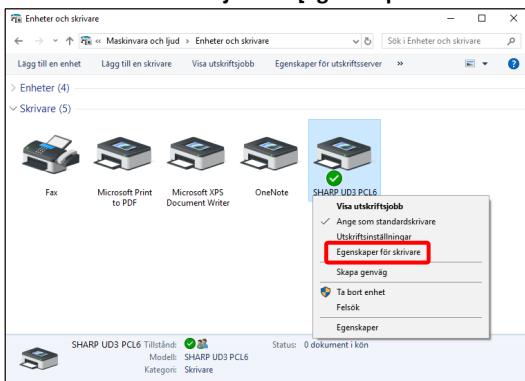 Enheter och skrivare
« Maskinvara och ljud > Enheter och skrivare
Sök i Enheter och skrivare
Lägg till en enhet Lägg till en skrivare Visa utskriftsjobb Egenskaper för utskriftsserver »
> Enheter (4)
Skrivare (5)
Fax
Microsoft Print
to PDF
Microsoft XPS
Document Writer
OneNote
SHARP UD3 PCL6
Visa utskriftsjobb
Ange som standardskrivare
Utskriftsinställningar
Egenskaper för skrivare
Skapa genväg
Ta bort enhet
Felsök
Egenskaper
SHARP UD3 PCL6 Tillstånd: Status: 0 dokument i kön
Modell: SHARP UD3 PCL6
Kategori: Skrivare